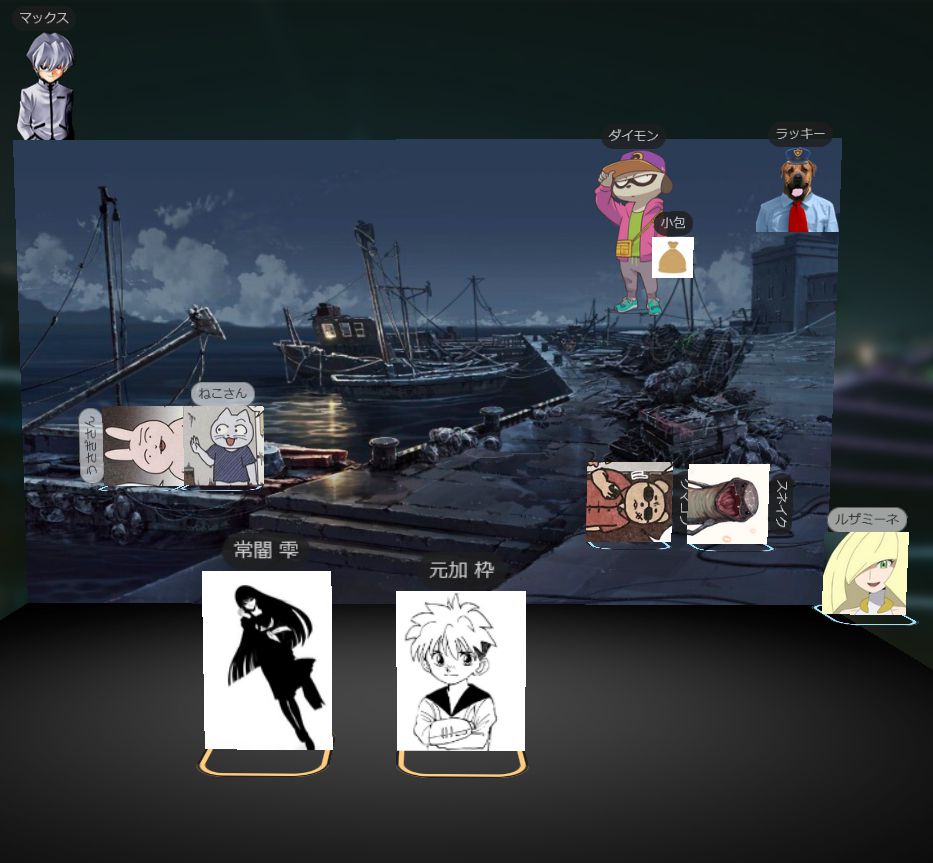 マックス
ダイモン
ラッキー
小包
ねこさん
うさぎさん
スネイク
ルザミーネ
常闇 雫
元加 枠